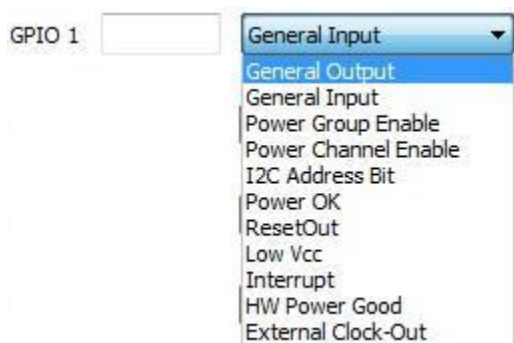 GPIO 1 General Input
General Output
General Input
Power Group Enable
Power Channel Enable
I2C Address Bit
Power OK
ResetOut
Low Vcc
Interrupt
HW Power Good
External Clock-Out